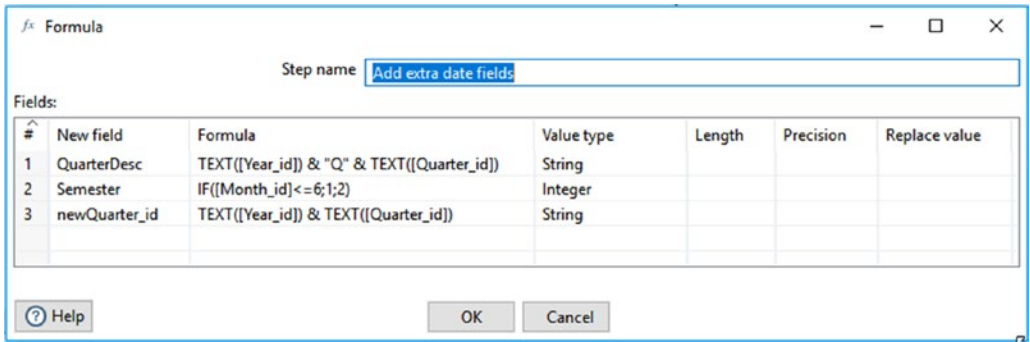 fx Formula
Step name Add extra date fields
Fields:
# New field Formula Value type Length Precision Replace value
1 QuarterDesc TEXT([Year_id]) & "Q" & TEXT([Quarter_id]) String
2 Semester IF([Month_id]<=6;1;2) Integer
3 newQuarter_id TEXT([Year_id]) & TEXT([Quarter_id]) String
? Help OK Cancel